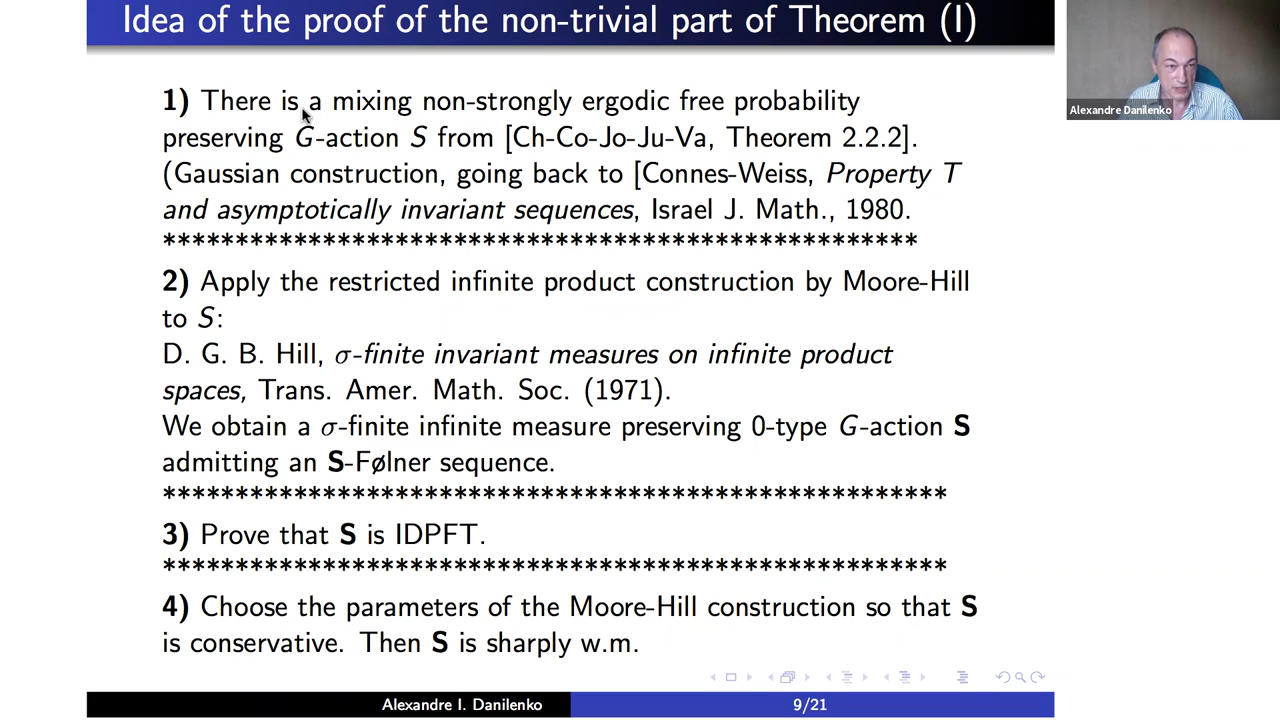 Idea of the proof of the non-trivial part of Theorem (I)
1) There is a mixing non-strongly ergodic free probability
preserving G-action S from [Ch-Co-Jo-Ju-Va, Theorem 2.2.2].
(Gaussian construction, going back to [Connes-Weiss, Property T
and asymptotically invariant sequences, Israel J. Math., 1980.
****************************************************
2) Apply the restricted infinite product construction by Moore-Hill
to S:
D. G. B. Hill, σ-finite invariant measures on infinite product
spaces, Trans. Amer. Math. Soc. (1971).
We obtain a σ-finite infinite measure preserving 0-type G-action S
admitting an S-Følner sequence.
******************************************************
3) Prove that S is IDPFT.
******************************************************
4) Choose the parameters of the Moore-Hill construction so that S
is conservative. Then S is sharply w.m.
Alexandre I. Danilenko
9/21
Alexandre Danilenko